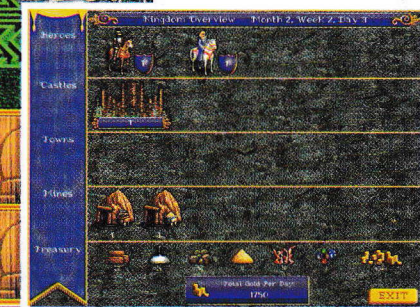 Kingdom Overview Month 2, Week 2, Day 3
Heroes
Castles
1
Towns
Mines
Treasury
Total Gold Per Day:
1750
EXIT